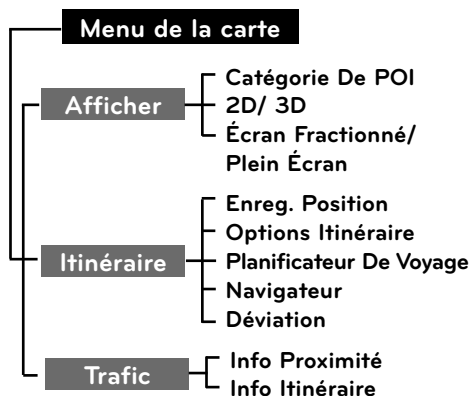 Menu de la carte
Afficher
Catégorie De POI
2D/ 3D
Écran Fractionné/
Plein Écran
Itinéraire
Enreg. Position
Options Itinéraire
Planificateur De Voyage
Navigateur
Déviation
Trafic
Info Proximité
Info Itinéraire